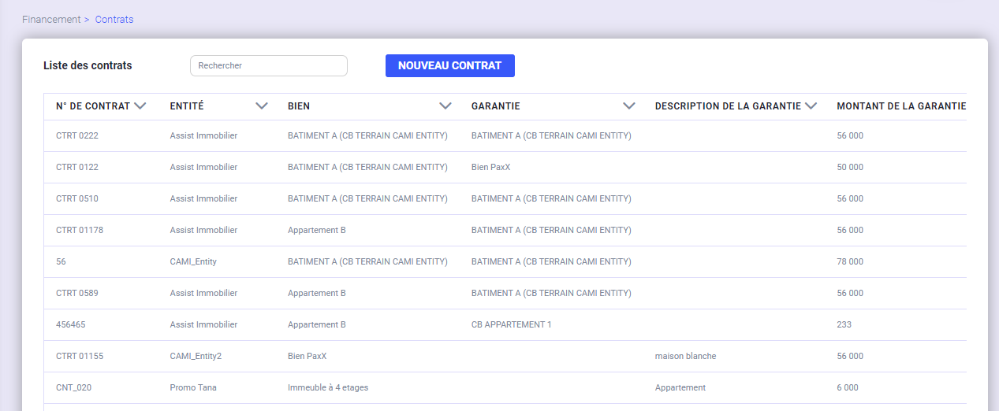 Financement > Contrats
Liste des contrats Rechercher NOUVEAU CONTRAT
N° DE CONTRAT ENTITÉ BIEN GARANTIE DESCRIPTION DE LA GARANTIE MONTANT DE LA GARANTIE
CTRT 0222 Assist Immobilier BATIMENT A (CB TERRAIN CAMI ENTITY) BATIMENT A (CB TERRAIN CAMI ENTITY) 56 000
CTRT 0122 Assist Immobilier BATIMENT A (CB TERRAIN CAMI ENTITY) Bien PaxX 50 000
CTRT 0510 Assist Immobilier BATIMENT A (CB TERRAIN CAMI ENTITY) BATIMENT A (CB TERRAIN CAMI ENTITY) 56 000
CTRT 01178 Assist Immobilier Appartement B BATIMENT A (CB TERRAIN CAMI ENTITY) 56 000
56 CAMI_Entity BATIMENT A (CB TERRAIN CAMI ENTITY) BATIMENT A (CB TERRAIN CAMI ENTITY) 78 000
CTRT 0589 Assist Immobilier Appartement B BATIMENT A (CB TERRAIN CAMI ENTITY) 56 000
456465 Assist Immobilier Appartement B CB APPARTEMENT 1 233
CTRT 01155 CAMI_Entity2 Bien PaxX maison blanche 56 000
CNT_020 Promo Tana Immeuble à 4 etages Appartement 6 000